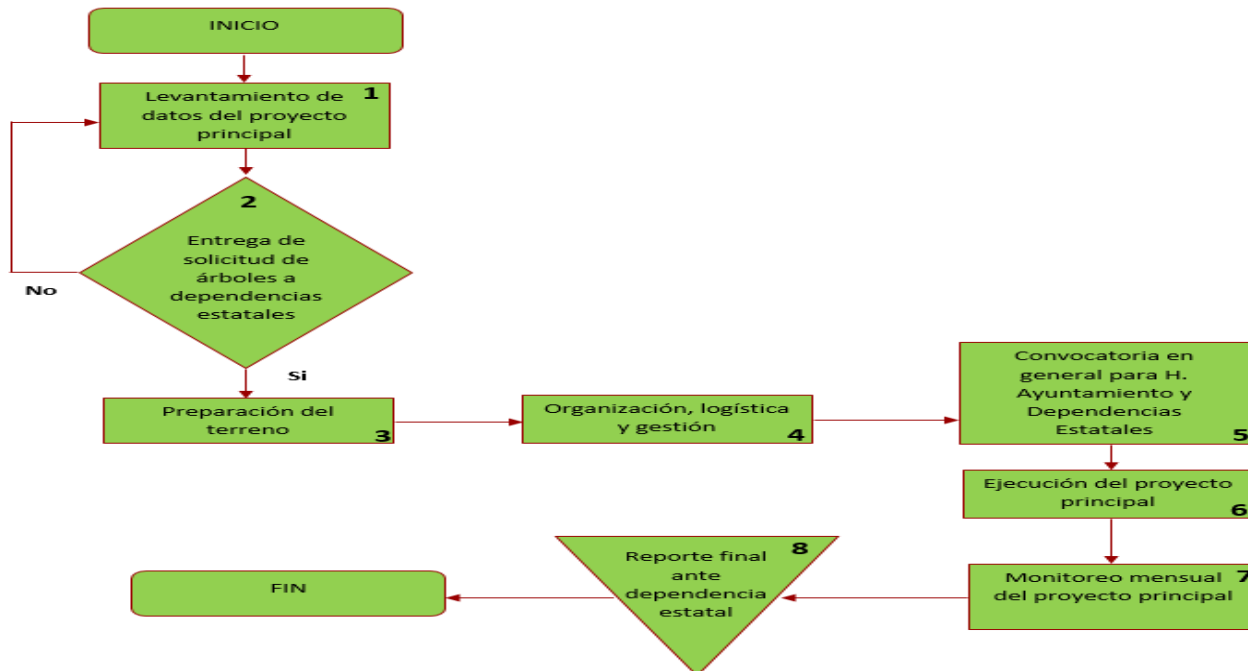 INICIO
1
Levantamiento de
datos del proyecto
principal
2
Entrega de
solicitud de
árboles a
dependencias
estatales
No
Si
Preparación del
terreno
3
Organización, logística
y gestión
4
Convocatoria en
general para H.
Ayuntamiento y
Dependencias
Estatales
5
Ejecución del proyecto
principal
6
Monitoreo mensual
del proyecto principal
7
8
Reporte final
ante
dependencia
estatal
FIN